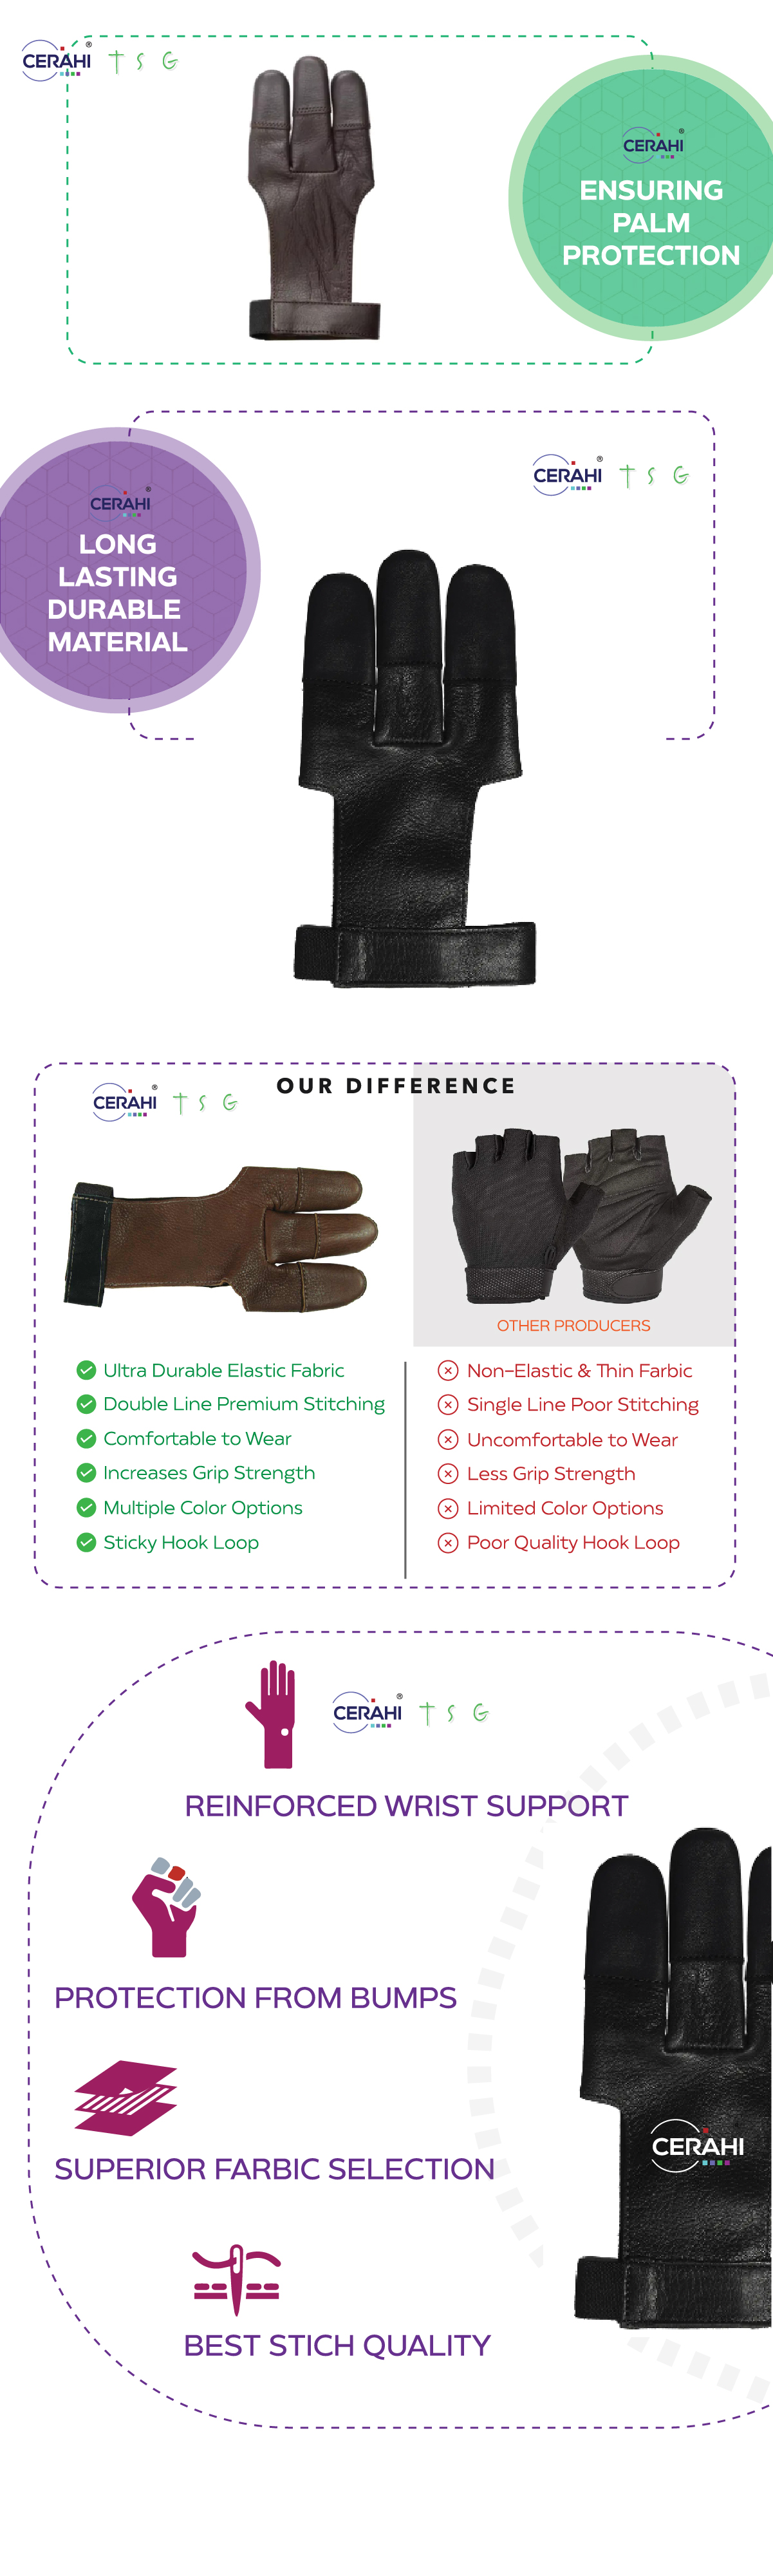 CERAHI ® T S G
CERAHI ®
ENSURING
PALM
PROTECTION
CERAHI ® T S G
CERAHI ®
LONG
LASTING
DURABLE
MATERIAL
OUR DIFFERENCE
CERAHI ® T S G
OTHER PRODUCERS
Ultra Durable Elastic Fabric
Double Line Premium Stitching
Comfortable to Wear
Increases Grip Strength
Multiple Color Options
Sticky Hook Loop
Non-Elastic & Thin Farbic
Single Line Poor Stitching
Uncomfortable to Wear
Less Grip Strength
Limited Color Options
Poor Quality Hook Loop
CERAHI ® T S G
REINFORCED WRIST SUPPORT
PROTECTION FROM BUMPS
CERAHI
SUPERIOR FARBIC SELECTION
BEST STICH QUALITY